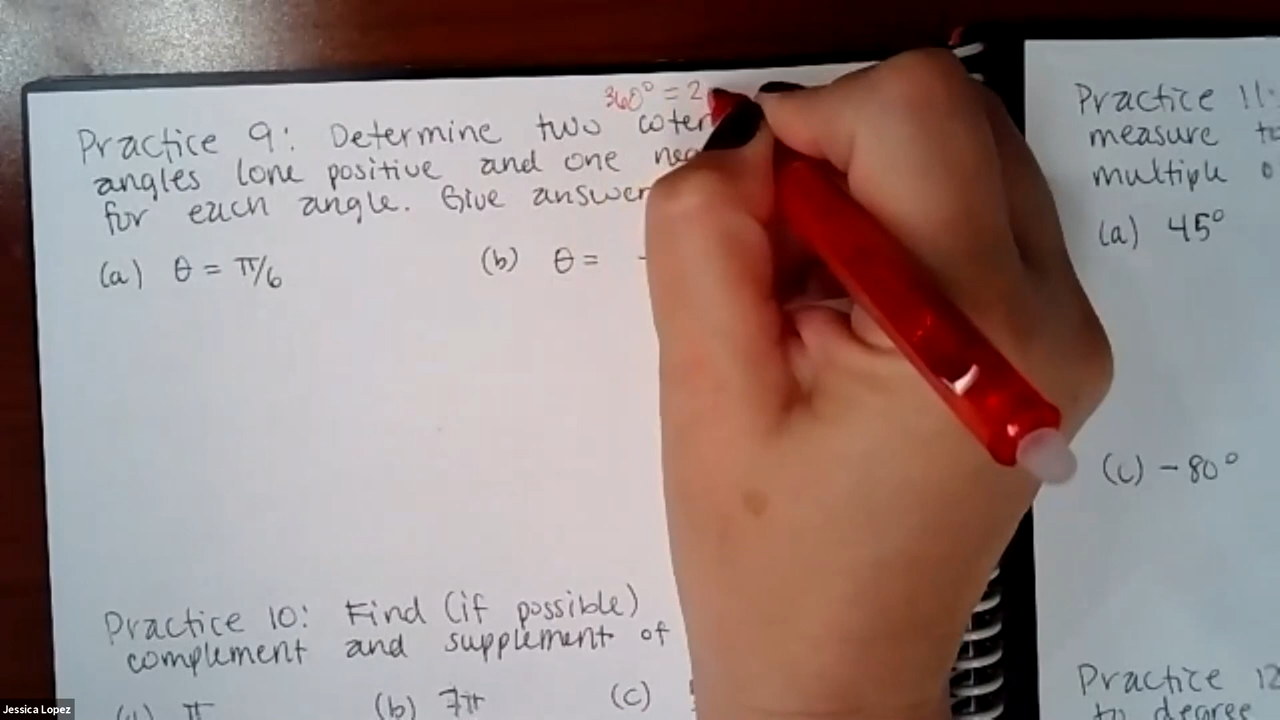 360° = 2
Practice 9: Determine two coter
angles (one positive and one neg
for each angle. Give answer
(a) θ = π/6
(b) θ = -
Practice 10: Find (if possible)
complement and supplement of
(a) π
(b) 7π
(c)
Practice 11:
measure to
multiple o
(a) 45°
(c) -80°
Practice 12
to degree
Jessica Lopez